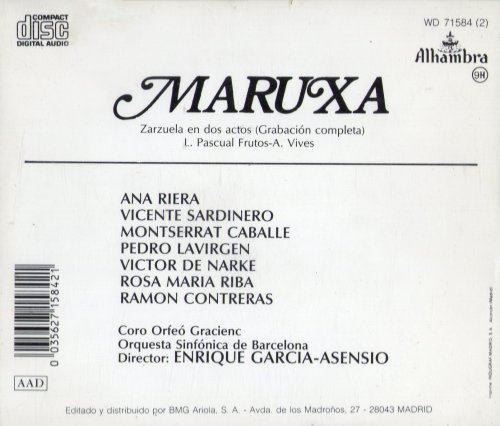 COMPACT
disc
DIGITAL AUDIO
WD 71584 (2)
Alhambra
9H
MARUXA
Zarzuela en dos actos (Grabación completa)
L. Pascual Frutos-A. Vives
ANA RIERA
VICENTE SARDINERO
MONTSERRAT CABALLE
PEDRO LAVIRGEN
VICTOR DE NARKE
ROSA MARIA RIBA
RAMON CONTRERAS
Coro Orfeó Gracienc
Orquesta Sinfónica de Barcelona
Director: ENRIQUE GARCIA-ASENSIO
0 035627 158421
AAD
Editado y distribuido por BMG Ariola, S. A. - Avda. de los Madroños, 27 - 28043 MADRID